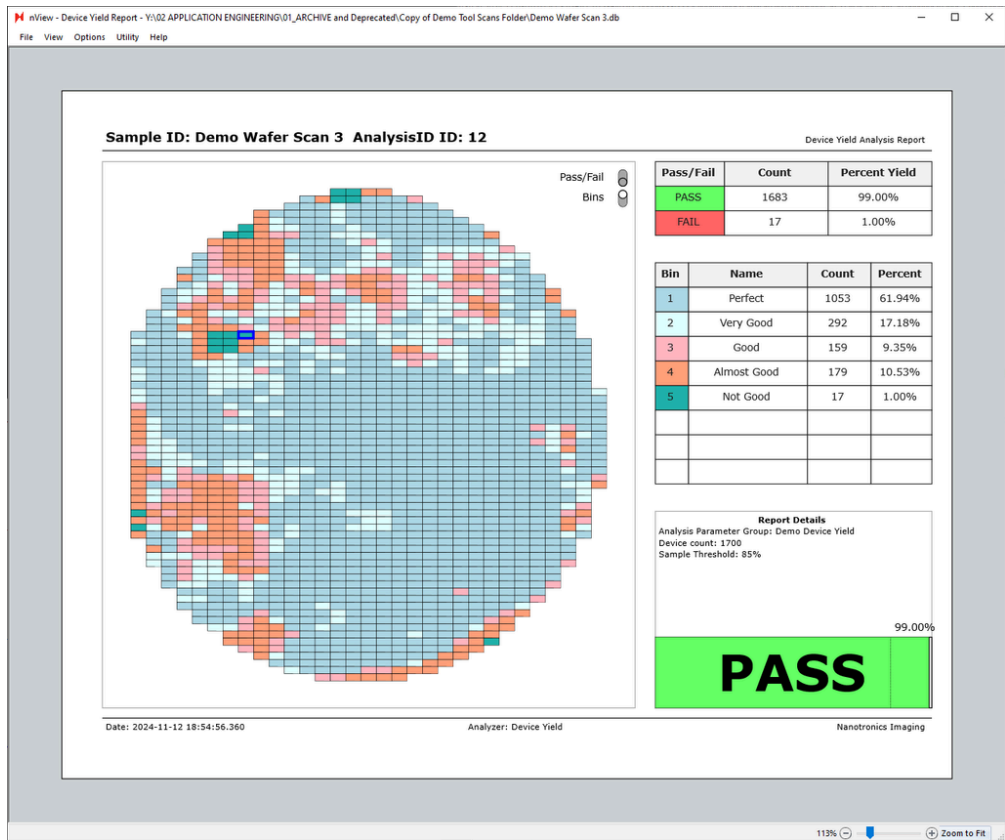 nView - Device Yield Report - Y:\02 APPLICATION ENGINEERING\01_ARCHIVE and Deprecated\Copy of Demo Tool Scans Folder\Demo Wafer Scan 3.db
File View Options Utility Help
Sample ID: Demo Wafer Scan 3 AnalysisID ID: 12
Device Yield Analysis Report
Pass/Fail
Bins
Pass/Fail Count Percent Yield
PASS 1683 99.00%
FAIL 17 1.00%
Bin Name Count Percent
1 Perfect 1053 61.94%
2 Very Good 292 17.18%
3 Good 159 9.35%
4 Almost Good 179 10.53%
5 Not Good 17 1.00%
Report Details
Analysis Parameter Group: Demo Device Yield
Device count: 1700
Sample Threshold: 85%
99.00%
PASS
Date: 2024-11-12 18:54:56.360 Analyzer: Device Yield Nanotronics Imaging
113% Zoom to Fit